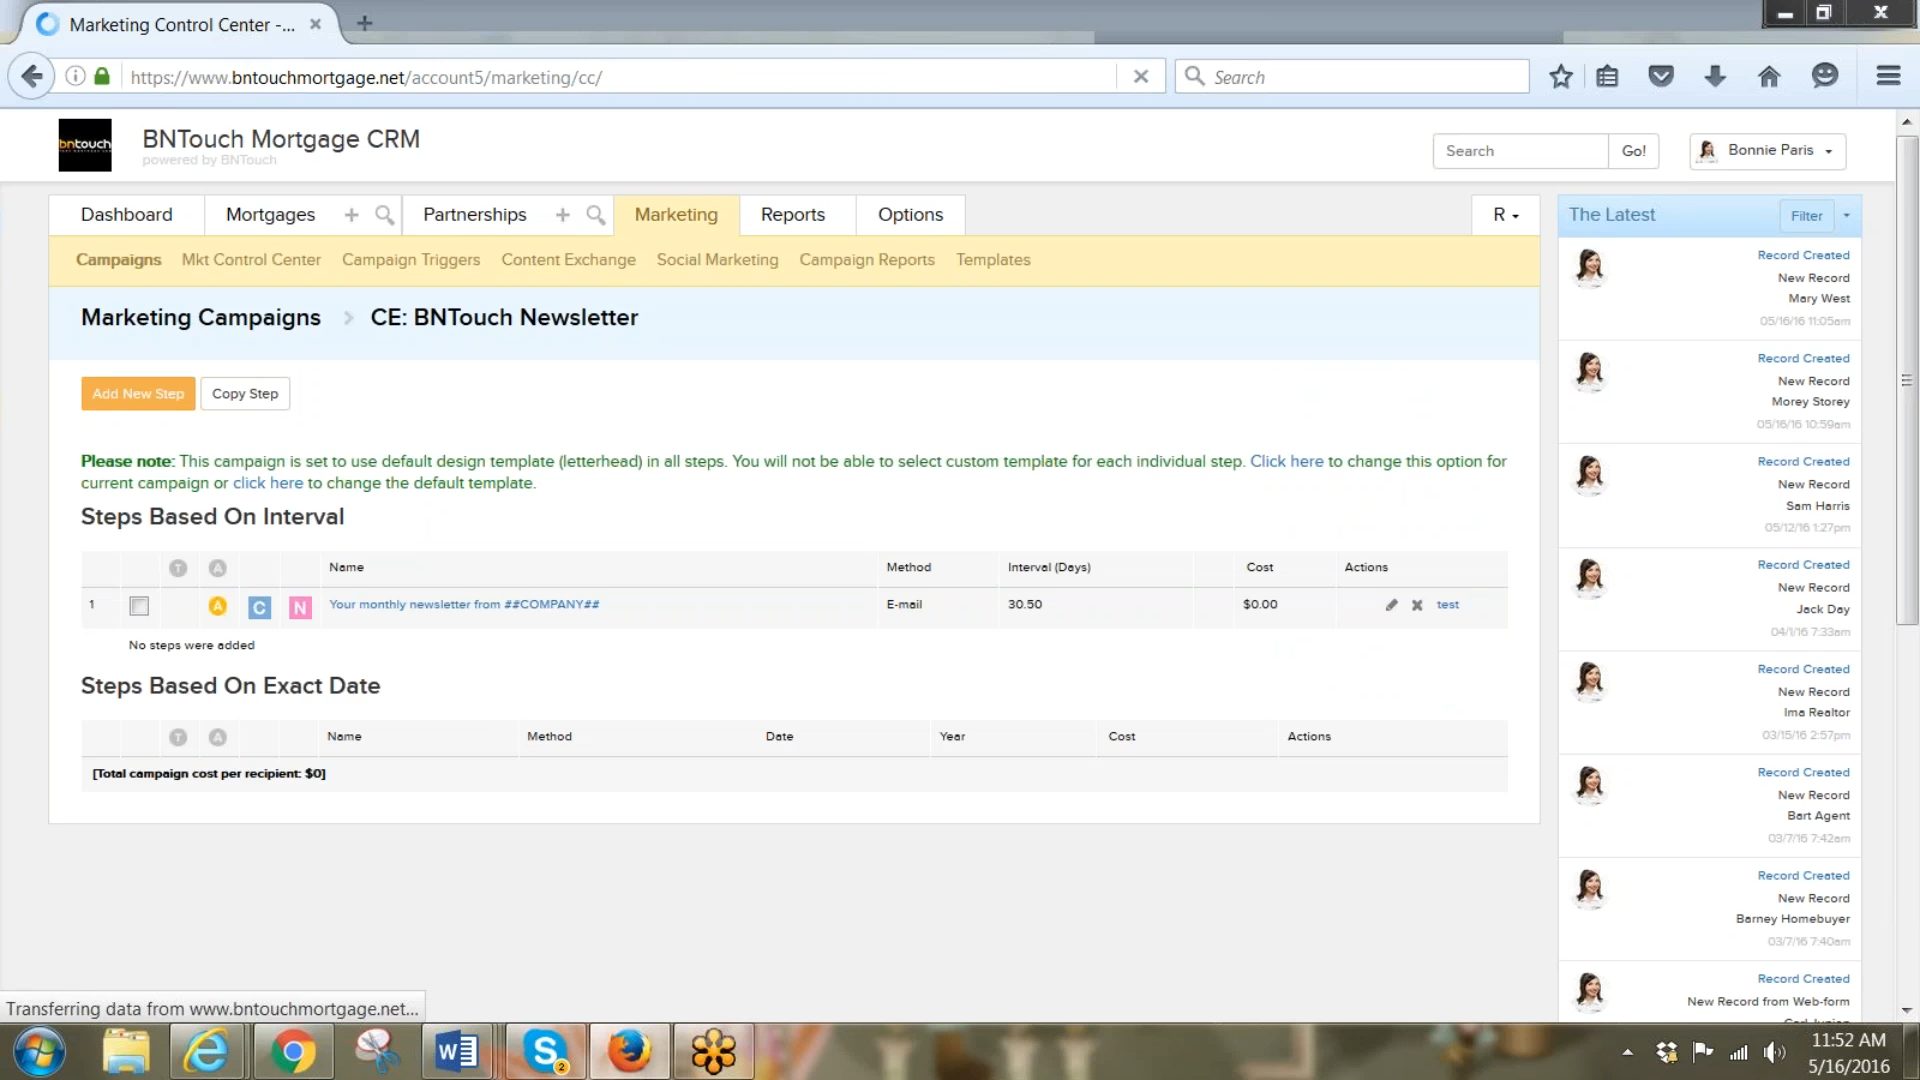 Marketing Control Center -...
https://www.bntouchmortgage.net/account5/marketing/cc/
Search
bntouch
BNTouch Mortgage CRM
powered by BNTouch
Search
Go!
Bonnie Paris
Dashboard
Mortgages
Partnerships
Marketing
Reports
Options
R
Campaigns
Mkt Control Center
Campaign Triggers
Content Exchange
Social Marketing
Campaign Reports
Templates
Marketing Campaigns
CE: BNTouch Newsletter
Add New Step
Copy Step
Please note: This campaign is set to use default design template (letterhead) in all steps. You will not be able to select custom template for each individual step. Click here to change this option for
current campaign or click here to change the default template.
Steps Based On Interval
T A Name Method Interval (Days) Cost Actions
1 A C N Your monthly newsletter from ##COMPANY## E-mail 30.50 $0.00 test
No steps were added
Steps Based On Exact Date
T A Name Method Date Year Cost Actions
[Total campaign cost per recipient: $0]
The Latest
Filter
Record Created
New Record
Mary West
05/16/16 11:05am
Record Created
New Record
Morey Storey
05/16/16 10:59am
Record Created
New Record
Sam Harris
05/12/16 1:27pm
Record Created
New Record
Jack Day
04/1/16 7:33am
Record Created
New Record
Ima Realtor
03/15/16 2:57pm
Record Created
New Record
Bart Agent
03/7/16 7:42am
Record Created
New Record
Barney Homebuyer
03/7/16 7:40am
Record Created
New Record from Web-form
Transferring data from www.bntouchmortgage.net...
W
S
2
11:52 AM
5/16/2016